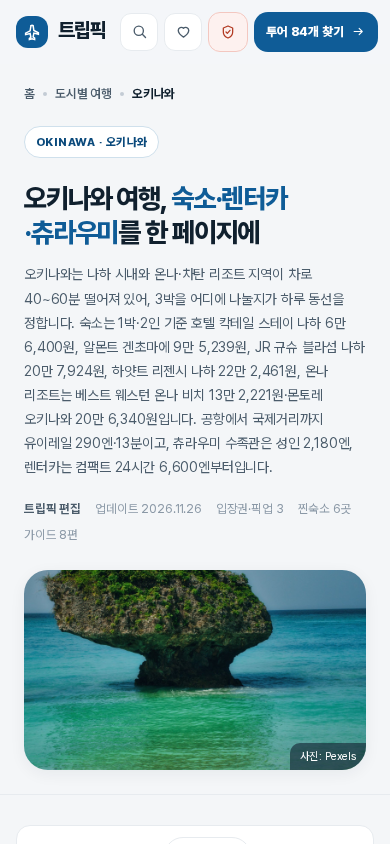 트립픽
투어 84개 찾기 →
홈 • 도시별 여행 • 오키나와
OKINAWA · 오키나와
오키나와 여행, 숙소·렌터카
·츄라우미를 한 페이지에
오키나와는 나하 시내와 온나·차탄 리조트 지역이 차로
40~60분 떨어져 있어, 3박을 어디에 나눌지가 하루 동선을
정합니다. 숙소는 1박·2인 기준 호텔 칵테일 스테이 나하 6만
6,400원, 알몬트 겐초마에 9만 5,239원, JR 규슈 블라섬 나하
20만 7,924원, 하얏트 리젠시 나하 22만 2,461원, 온나
리조트는 베스트 웨스턴 온나 비치 13만 2,221원·몬토레
오키나와 20만 6,340원입니다. 공항에서 국제거리까지
유이레일 290엔·13분이고, 츄라우미 수족관은 성인 2,180엔,
렌터카는 컴팩트 24시간 6,600엔부터입니다.
트립픽 편집 업데이트 2026.11.26 입장권·픽업 3 찐숙소 6곳
가이드 8편
사진: Pexels